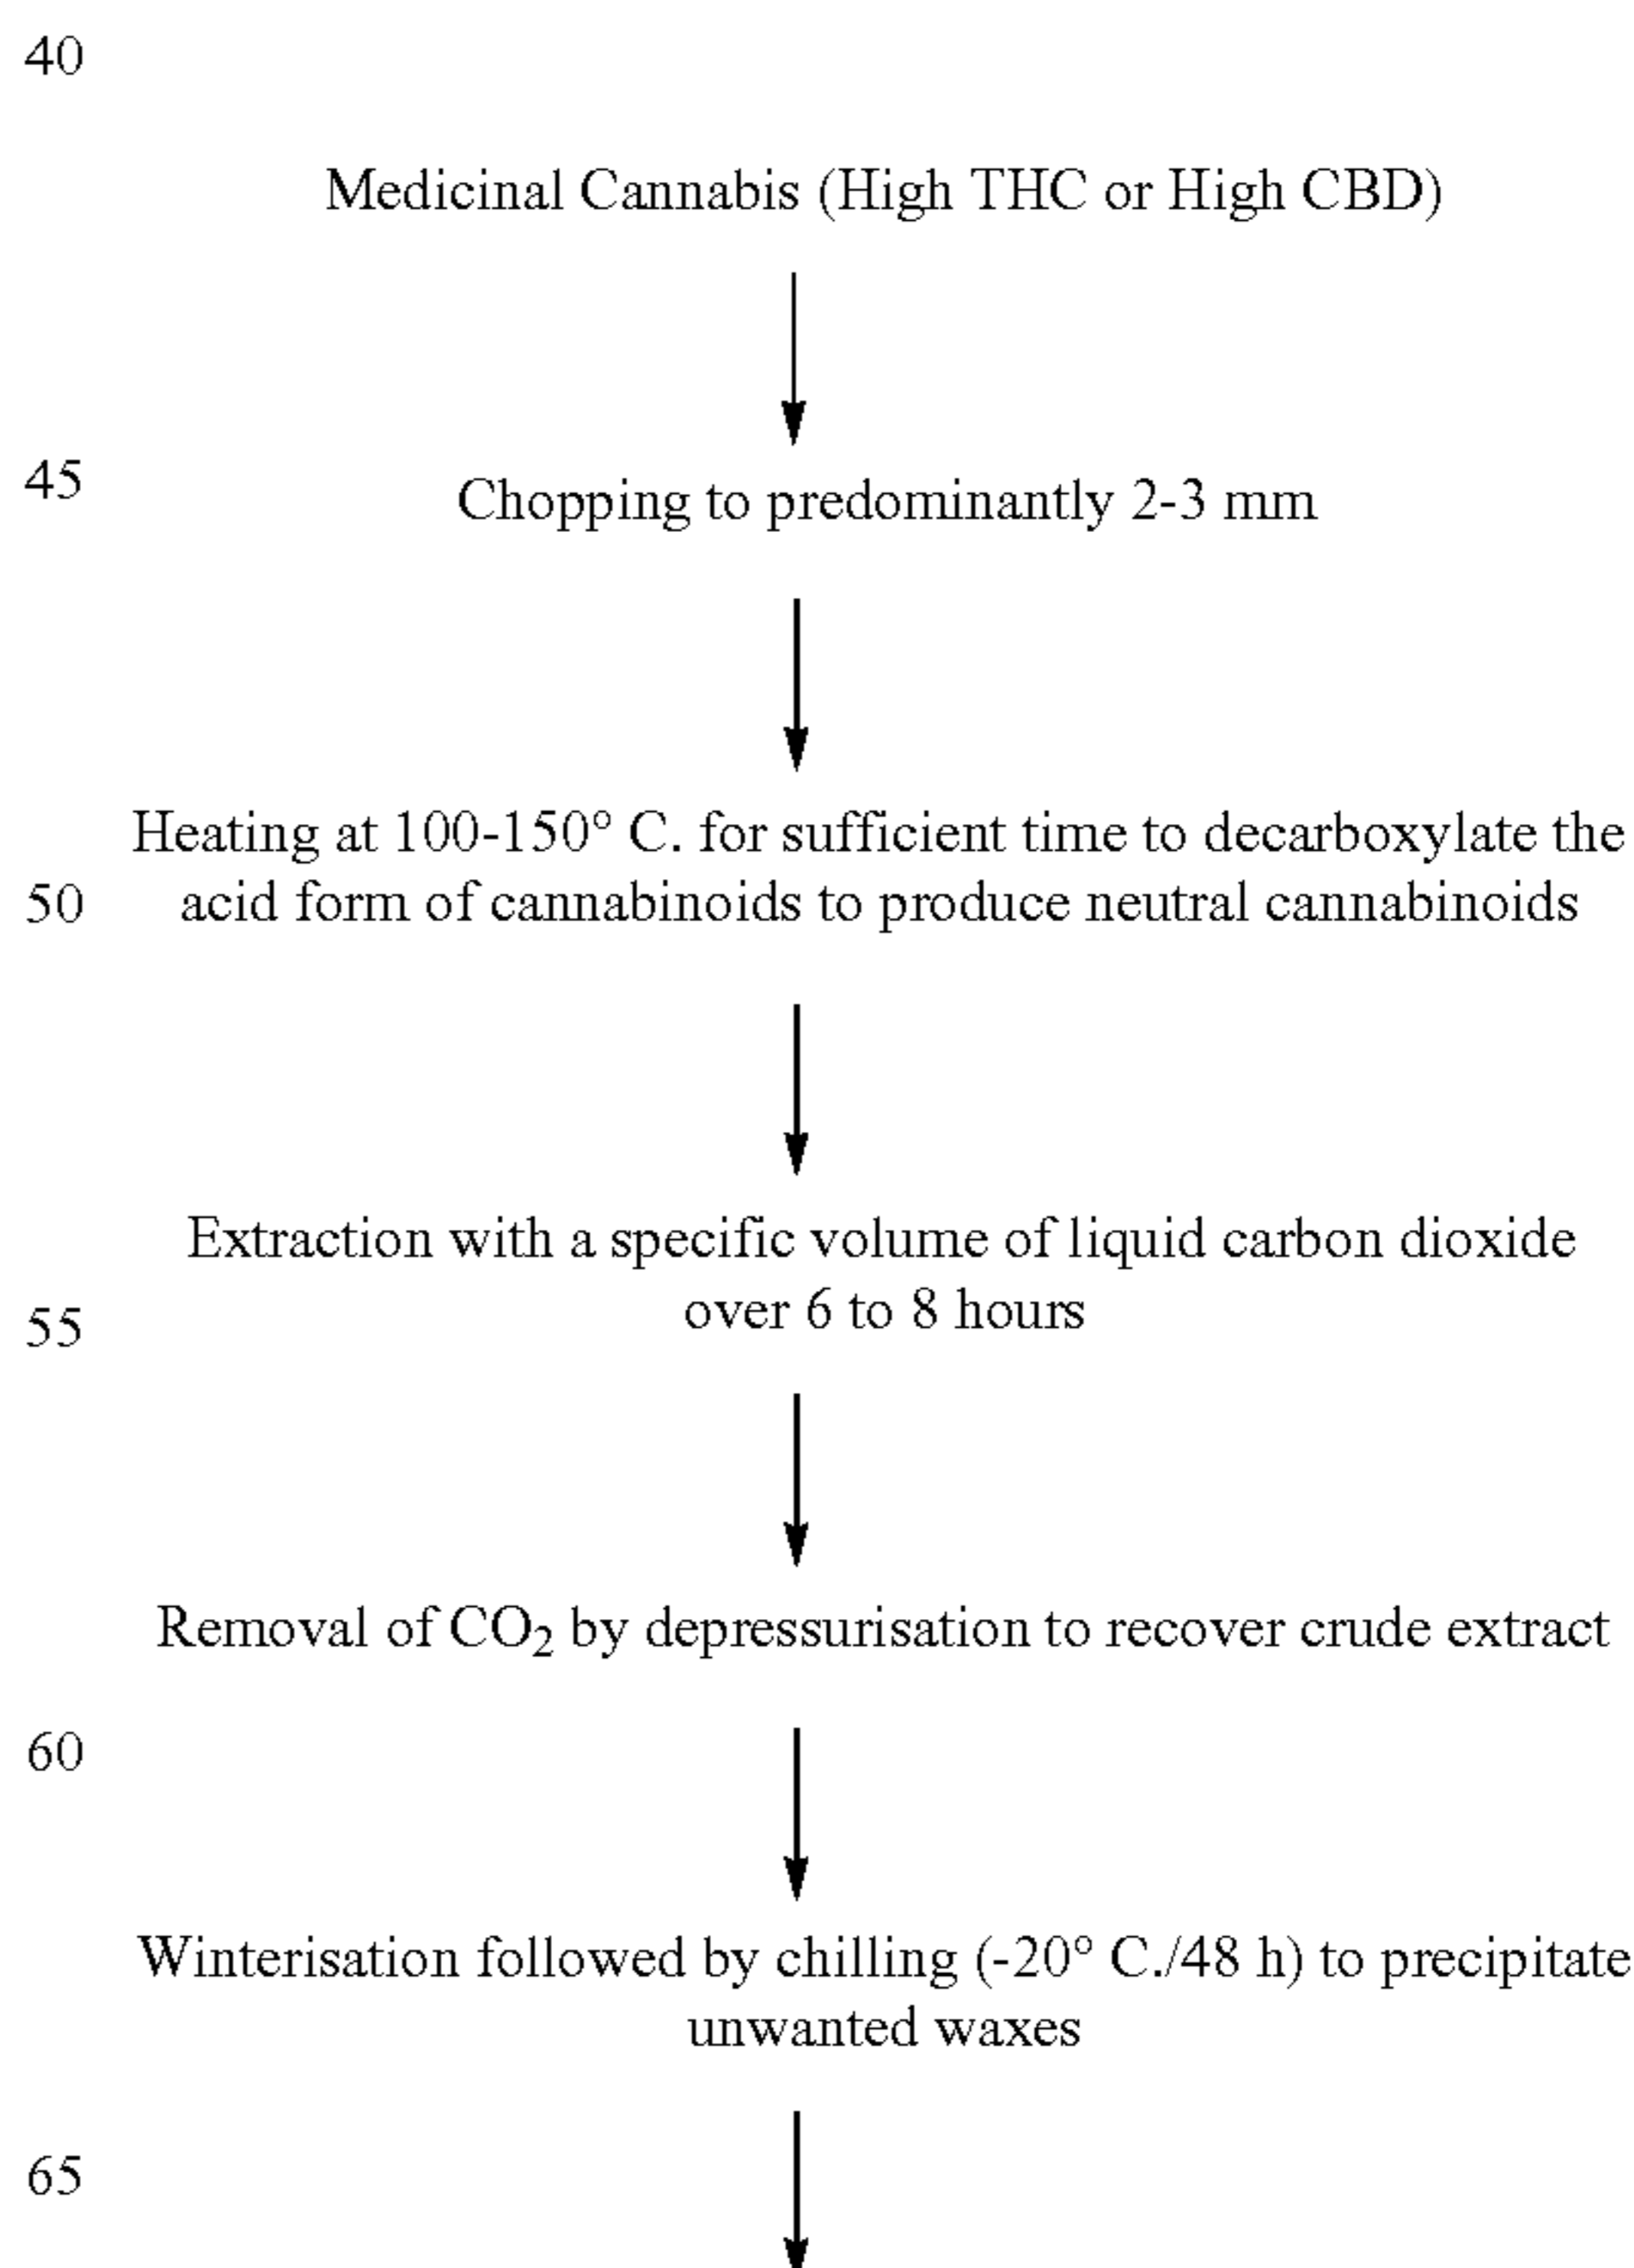 40
Medicinal Cannabis (High THC or High CBD)
45
Chopping to predominantly 2-3 mm
Heating at 100-150° C. for sufficient time to decarboxylate the
50
acid form of cannabinoids to produce neutral cannabinoids
Extraction with a specific volume of liquid carbon dioxide
over 6 to 8 hours
55
Removal of CO₂ by depressurisation to recover crude extract
60
Winterisation followed by chilling (-20° C./48 h) to precipitate
unwanted waxes
65